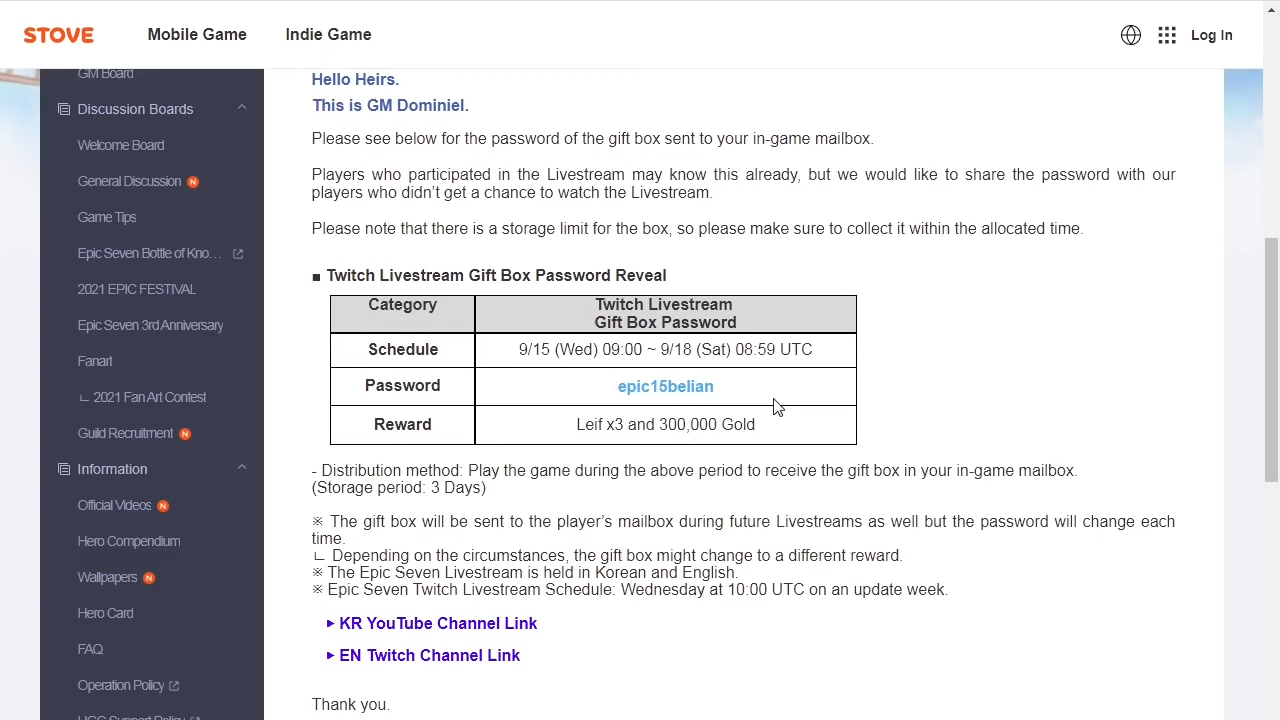 STOVE
Mobile Game
Indie Game
Log In
GM Board
Discussion Boards
Welcome Board
General Discussion N
Game Tips
Epic Seven Bottle of Kno...
2021 EPIC FESTIVAL
Epic Seven 3rd Anniversary
Fanart
ㄴ 2021 Fan Art Contest
Guild Recruitment N
Information
Official Videos N
Hero Compendium
Wallpapers N
Hero Card
FAQ
Operation Policy
UGC Support Policy
Hello Heirs.
This is GM Dominiel.
Please see below for the password of the gift box sent to your in-game mailbox.
Players who participated in the Livestream may know this already, but we would like to share the password with our
players who didn't get a chance to watch the Livestream.
Please note that there is a storage limit for the box, so please make sure to collect it within the allocated time.
■ Twitch Livestream Gift Box Password Reveal
Category
Twitch Livestream
Gift Box Password
Schedule
9/15 (Wed) 09:00 ~ 9/18 (Sat) 08:59 UTC
Password
epic15belian
Reward
Leif x3 and 300,000 Gold
- Distribution method: Play the game during the above period to receive the gift box in your in-game mailbox.
(Storage period: 3 Days)
※ The gift box will be sent to the player's mailbox during future Livestreams as well but the password will change each
time.
ㄴ Depending on the circumstances, the gift box might change to a different reward.
※ The Epic Seven Livestream is held in Korean and English.
※ Epic Seven Twitch Livestream Schedule: Wednesday at 10:00 UTC on an update week.
▸ KR YouTube Channel Link
▸ EN Twitch Channel Link
Thank you.